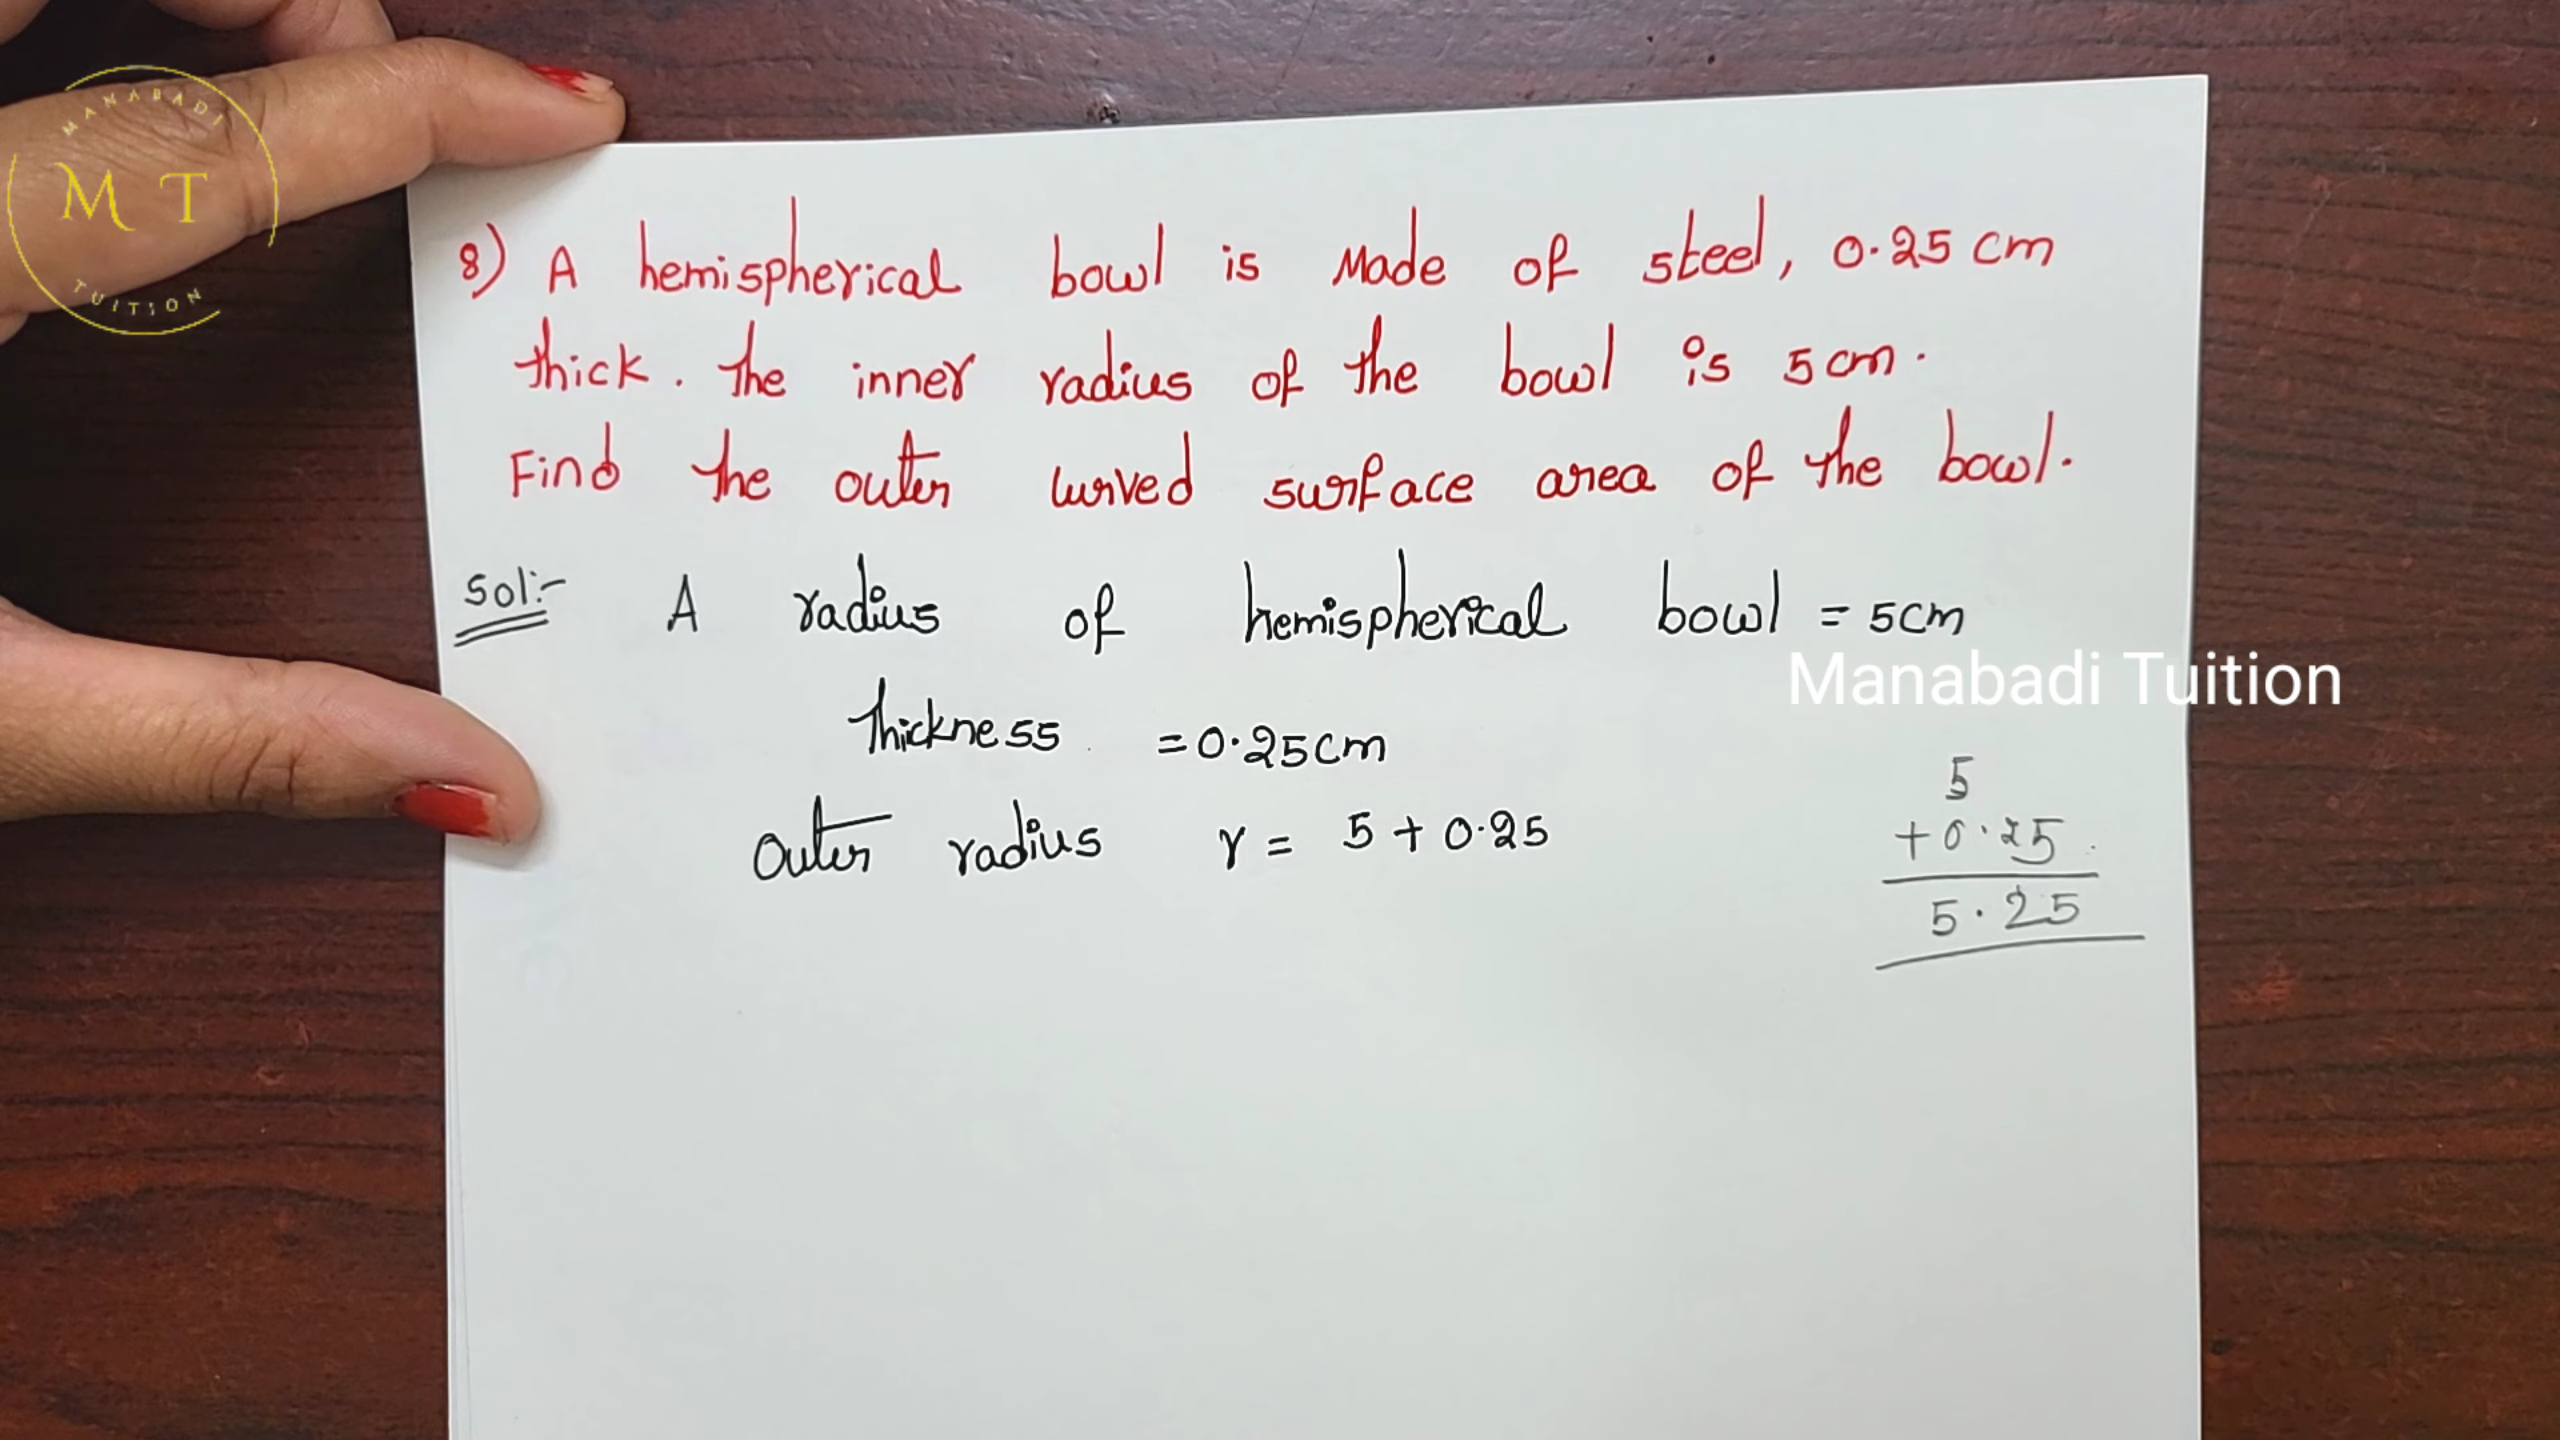 MANABADI
M T
TUITION
8) A hemispherical bowl is Made of steel, 0.25 cm
thick. The inner radius of the bowl is 5cm.
Find the outer curved surface area of the bowl.
Sol:- A radius of hemispherical bowl = 5cm
Manabadi Tuition
Thickness = 0.25cm
Outer radius r = 5 + 0.25
5
+0.25
5.25